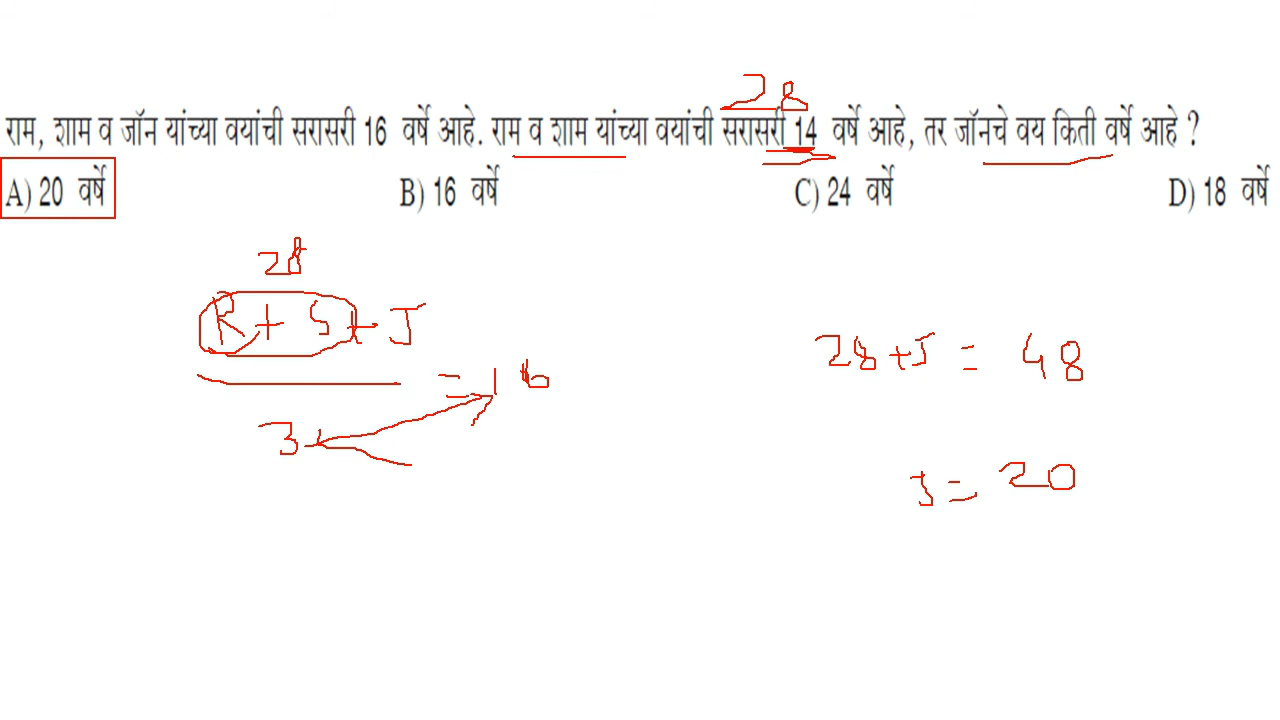 28
राम, शाम व जॉन यांच्या वयांची सरासरी 16 वर्षे आहे. राम व शाम यांच्या वयांची सरासरी 14 वर्षे आहे, तर जॉनचे वय किती वर्षे आहे ?
A) 20 वर्षे B) 16 वर्षे C) 24 वर्षे D) 18 वर्षे
28
R + S + J
= 16
3
28 + J = 48
J = 20